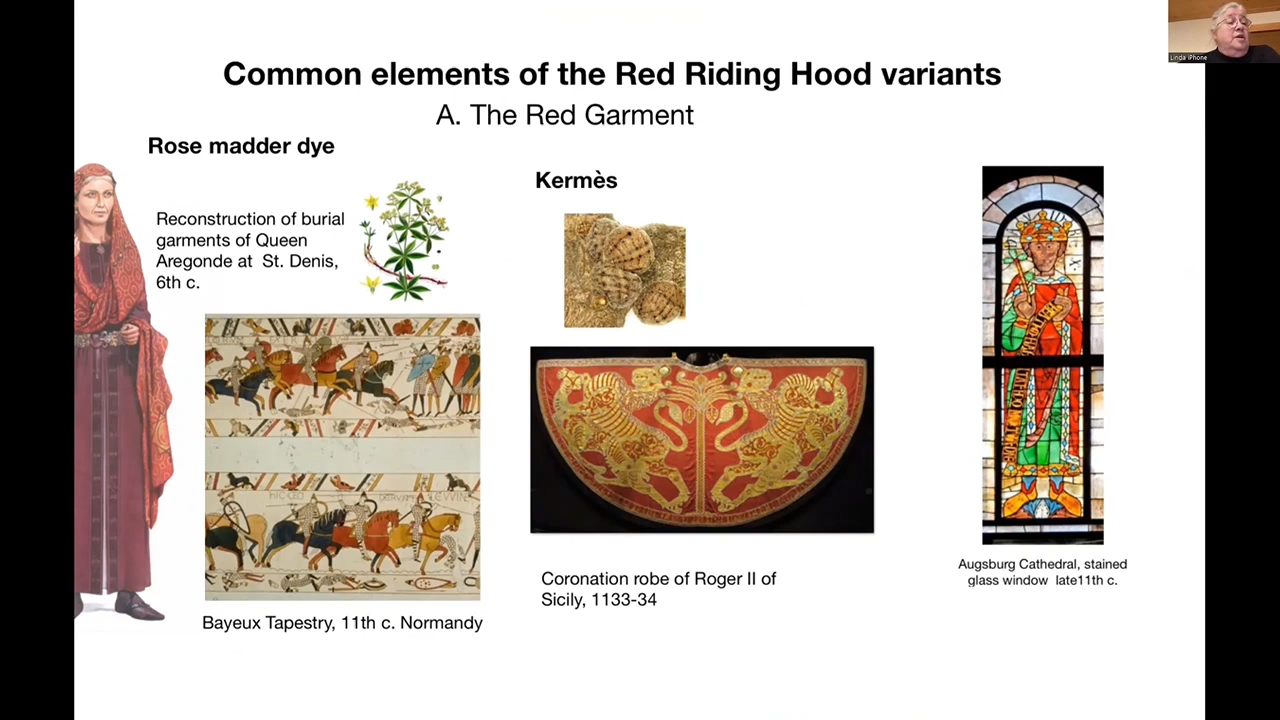 Linda iPhone
Common elements of the Red Riding Hood variants
A. The Red Garment
Rose madder dye
Reconstruction of burial
garments of Queen
Aregonde at St. Denis,
6th c.
Bayeux Tapestry, 11th c. Normandy
Kermès
Coronation robe of Roger II of
Sicily, 1133-34
Augsburg Cathedral, stained
glass window late11th c.